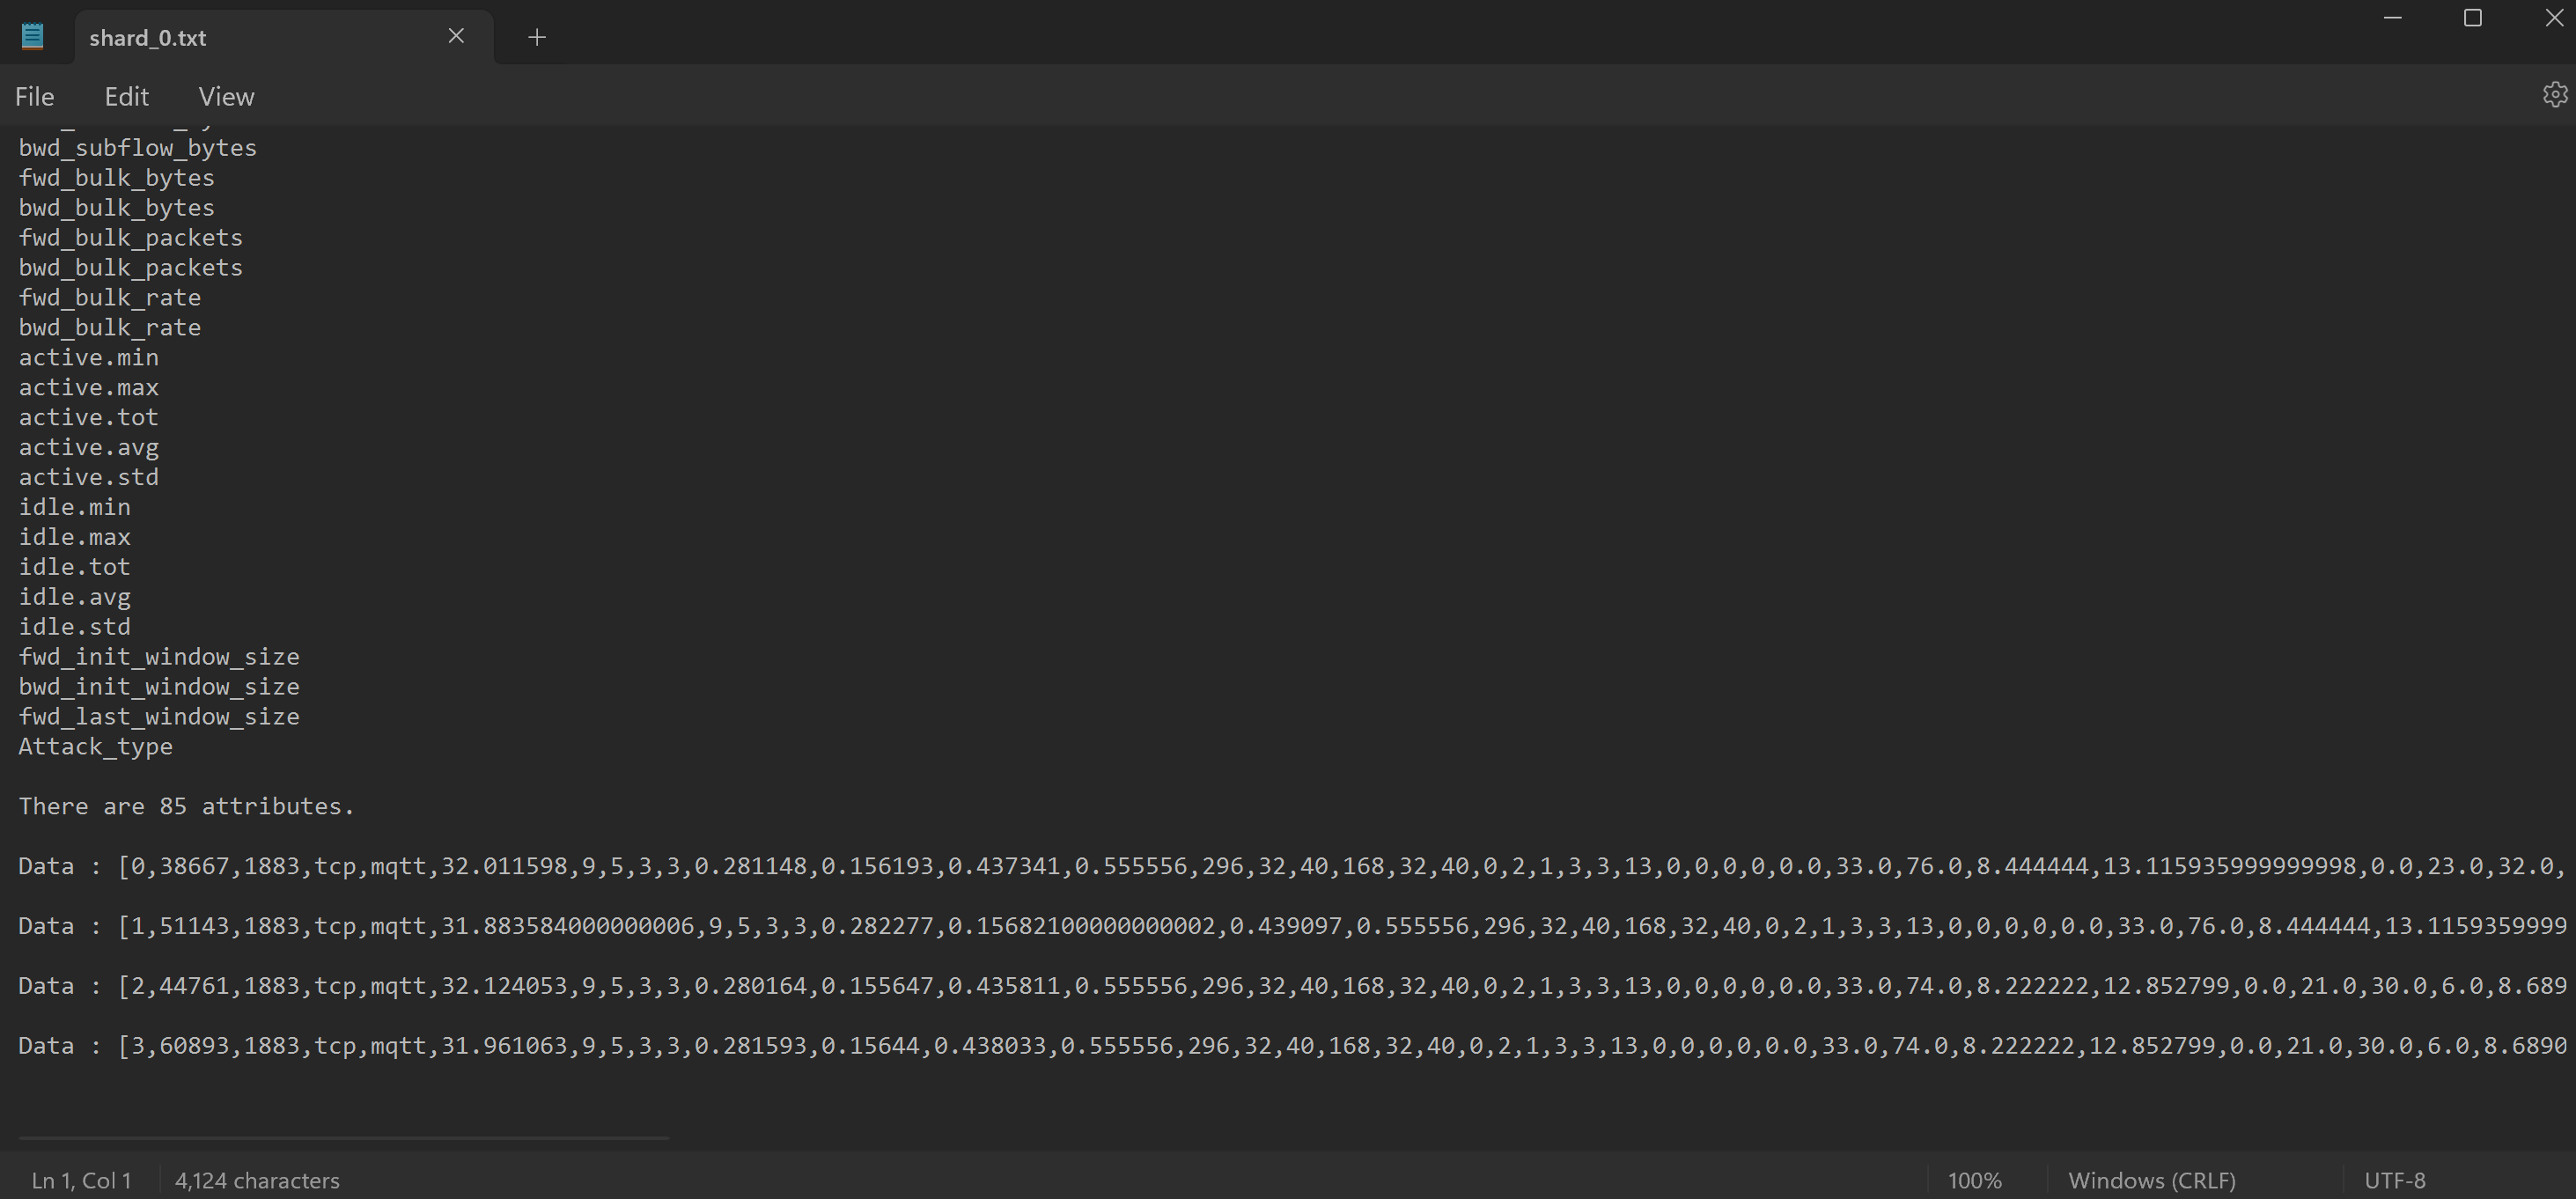 shard_0.txt
File Edit View
bwd_subflow_bytes
fwd_bulk_bytes
bwd_bulk_bytes
fwd_bulk_packets
bwd_bulk_packets
fwd_bulk_rate
bwd_bulk_rate
active.min
active.max
active.tot
active.avg
active.std
idle.min
idle.max
idle.tot
idle.avg
idle.std
fwd_init_window_size
bwd_init_window_size
fwd_last_window_size
Attack_type
There are 85 attributes.
Data : [0,38667,1883,tcp,mqtt,32.011598,9,5,3,3,0.281148,0.156193,0.437341,0.555556,296,32,40,168,32,40,0,2,1,3,3,13,0,0,0,0,0.0,33.0,76.0,8.444444,13.115935999999998,0.0,23.0,32.0,
Data : [1,51143,1883,tcp,mqtt,31.883584000000006,9,5,3,3,0.282277,0.15682100000000002,0.439097,0.555556,296,32,40,168,32,40,0,2,1,3,3,13,0,0,0,0,0.0,33.0,76.0,8.444444,13.1159359999
Data : [2,44761,1883,tcp,mqtt,32.124053,9,5,3,3,0.280164,0.155647,0.435811,0.555556,296,32,40,168,32,40,0,2,1,3,3,13,0,0,0,0,0.0,33.0,74.0,8.222222,12.852799,0.0,21.0,30.0,6.0,8.689
Data : [3,60893,1883,tcp,mqtt,31.961063,9,5,3,3,0.281593,0.15644,0.438033,0.555556,296,32,40,168,32,40,0,2,1,3,3,13,0,0,0,0,0.0,33.0,74.0,8.222222,12.852799,0.0,21.0,30.0,6.0,8.6890
Ln 1, Col 1 4,124 characters 100% Windows (CRLF) UTF-8